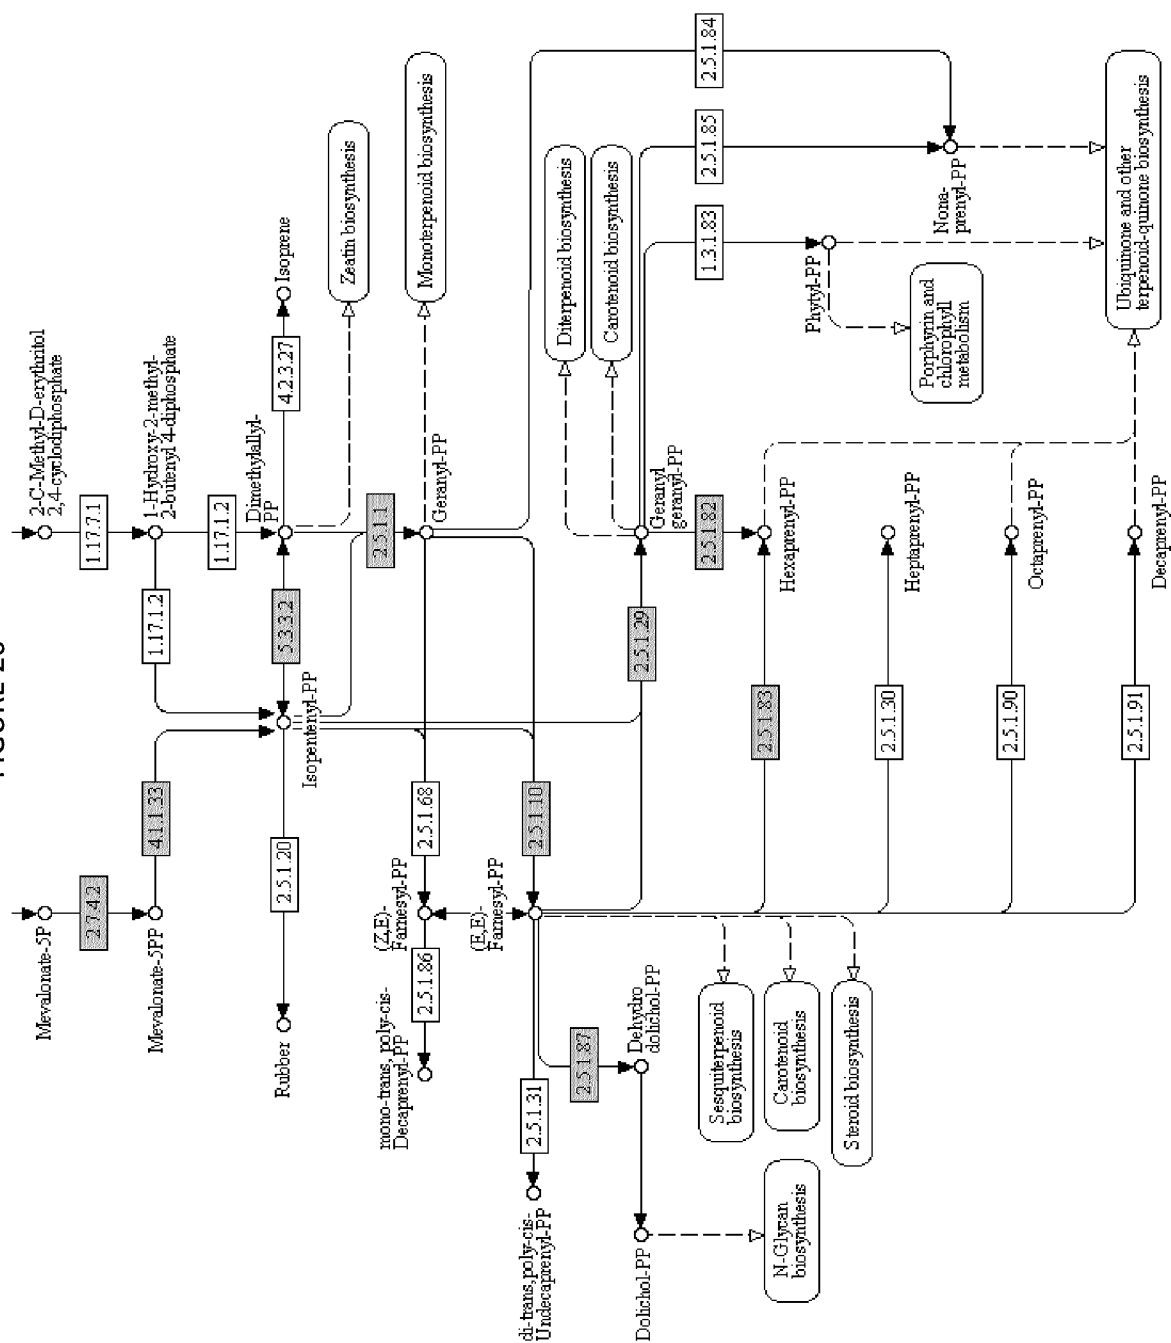 2-C-Methyl-D-erythritol
2,4-cyclodiphosphate
1.17.7.1
1-Hydroxy-2-methyl-
2-butenyl 4-diphosphate
1.17.1.2
1.17.1.2
Dimethylallyl-
PP
4.2.3.27
Isoprene
Zeatin biosynthesis
Mevalonate-5P
2.7.4.2
Mevalonate-5PP
4.1.1.33
5.3.3.2
Isopentenyl-PP
2.5.1.20
Rubber
2.5.1.1
Geranyl-PP
Monoterpenoid biosynthesis
2.5.1.68
(Z,E)-
Farnesyl-PP
2.5.1.86
mono-trans, poly-cis-
Decaprenyl-PP
2.5.1.10
(E,E)-
Farnesyl-PP
2.5.1.31
di-trans,poly-cis-
Undecaprenyl-PP
2.5.1.87
Dehydro
dolichol-PP
Dolichol-PP
N-Glycan
biosynthesis
2.5.1.29
Geranyl
geranyl-PP
Diterpenoid biosynthesis
Carotenoid biosynthesis
2.5.1.84
2.5.1.85
1.3.1.83
Phytyl-PP
Nona-
prenyl-PP
Porphyrin and
chlorophyll
metabolism
Ubiquinone and other
terpenoid-quinone biosynthesis
2.5.1.82
Hexaprenyl-PP
2.5.1.83
Heptaprenyl-PP
2.5.1.30
Octaprenyl-PP
2.5.1.90
Decaprenyl-PP
2.5.1.91
Sesquiterpenoid
biosynthesis
Carotenoid
biosynthesis
Steroid biosynthesis